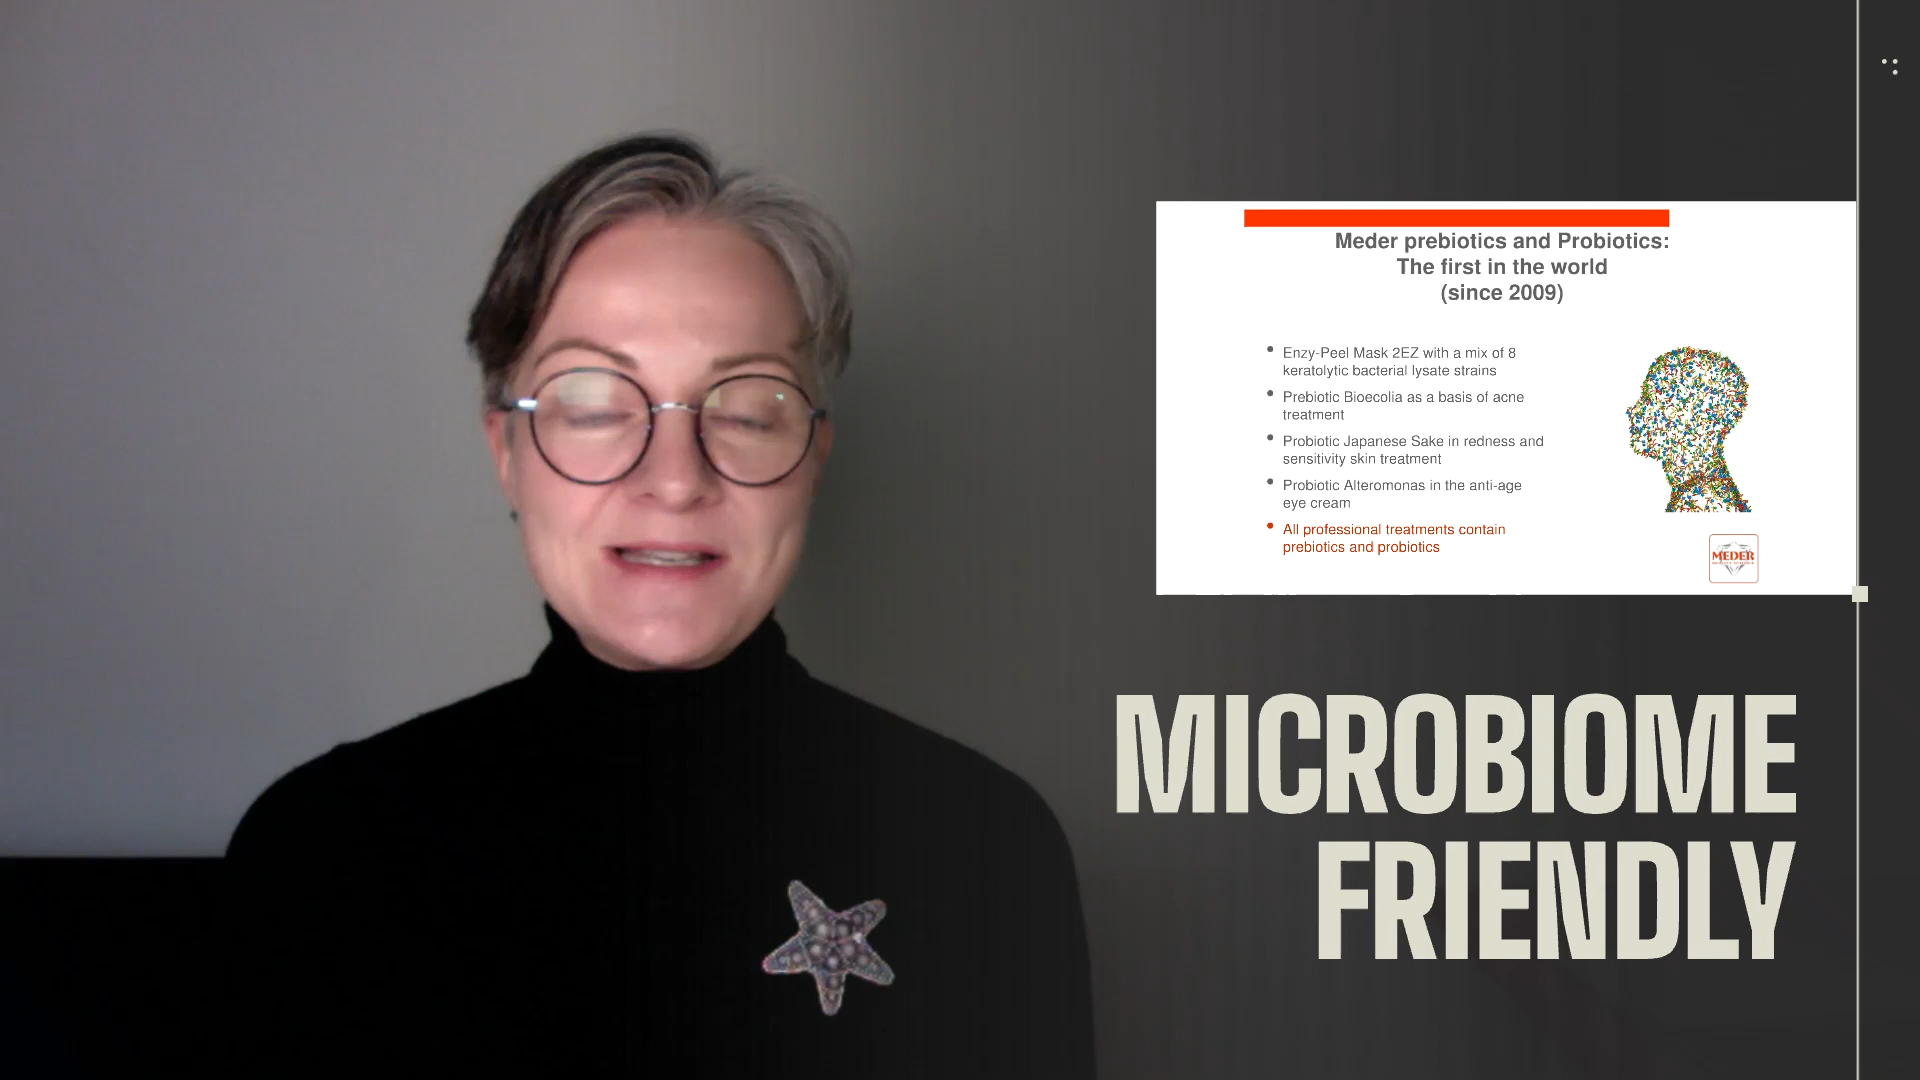 Meder prebiotics and Probiotics:
The first in the world
(since 2009)
• Enzy-Peel Mask 2EZ with a mix of 8
keratolytic bacterial lysate strains
• Prebiotic Bioecolia as a basis of acne
treatment
• Probiotic Japanese Sake in redness and
sensitivity skin treatment
• Probiotic Alteromonas in the anti-age
eye cream
• All professional treatments contain
prebiotics and probiotics
MEDER
MICROBIOME
FRIENDLY